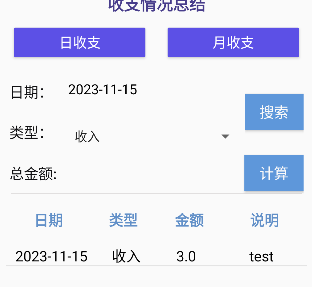 收支情况总结
日收支 月收支
日期: 2023-11-15
搜索
类型: 收入
总金额: 计算
日期 类型 金额 说明
2023-11-15 收入 3.0 test